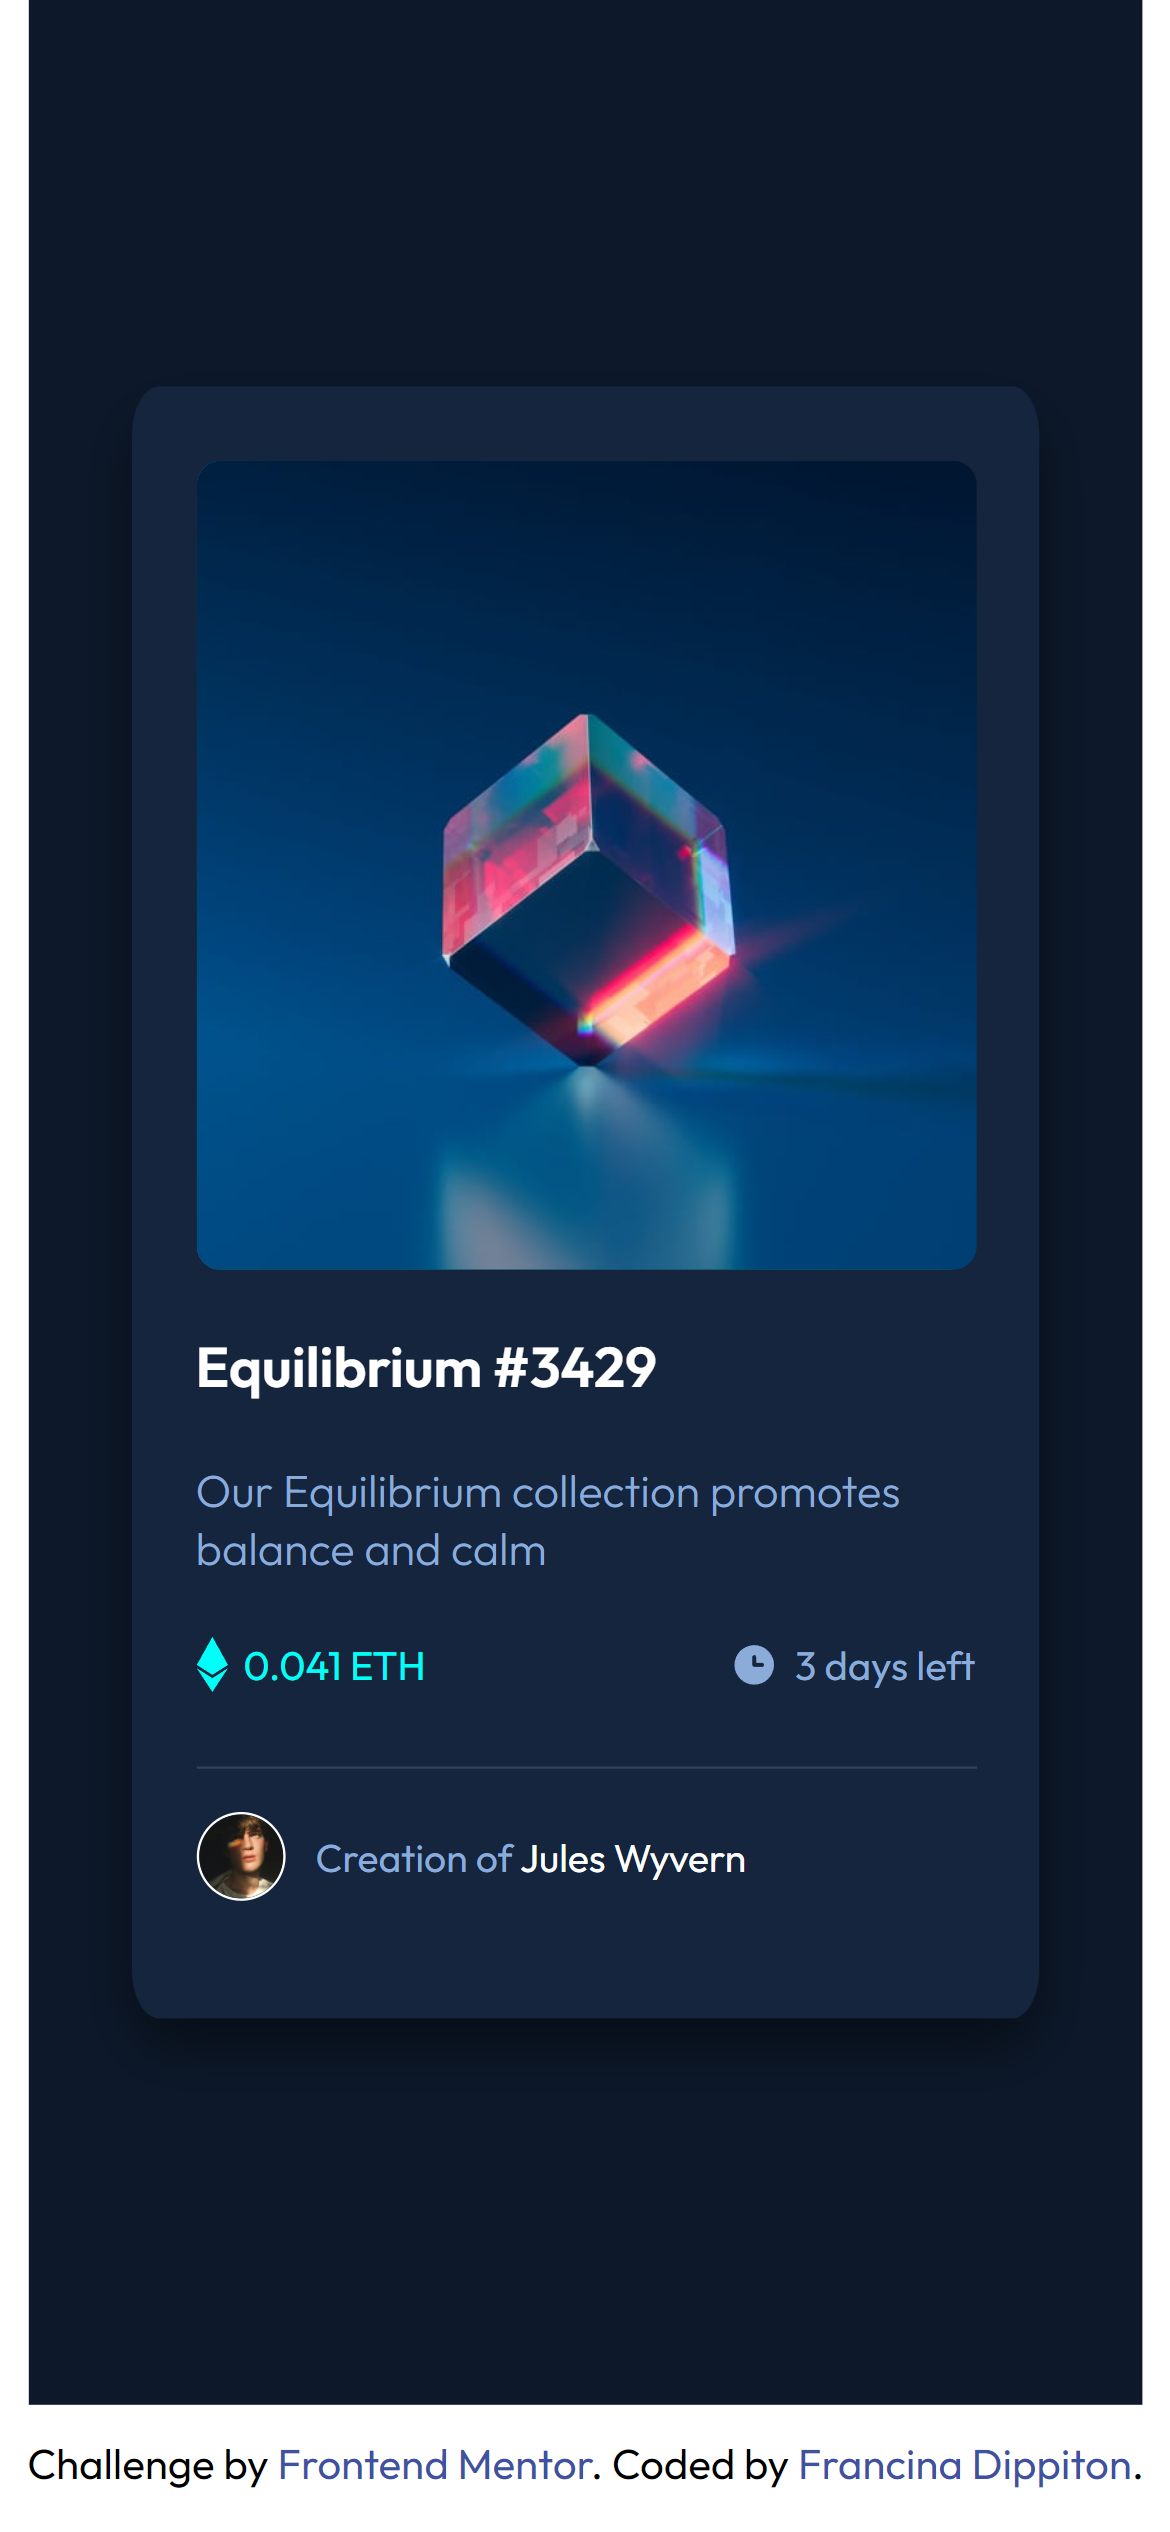 Equilibrium #3429
Our Equilibrium collection promotes
balance and calm
0.041 ETH
3 days left
Creation of Jules Wyvern
Challenge by Frontend Mentor. Coded by Francina Dippiton.